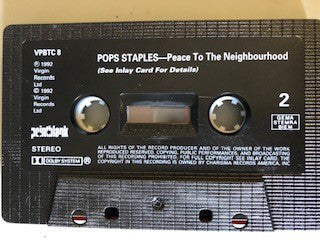 VPBTC 8
POPS STAPLES—Peace To The Neighbourhood
(See Inlay Card For Details)
℗ 1992
Virgin
Records
Ltd
© 1992
Virgin
Records
Ltd
pointblank
STEREO
DOLBY SYSTEM®
2
GEMA
STEMRA
BIEM
ALL RIGHTS OF THE RECORD PRODUCER AND OF THE OWNER OF THE WORK
REPRODUCED RESERVED. COPYING, PUBLIC PERFORMANCES, AND BROADCASTING
OF THIS RECORDING PROHIBITED. FOR FULL COPYRIGHT SEE INLAY CARD. THE
COPYRIGHT IN THIS RECORDING IS OWNED BY CHARISMA RECORDS AMERICA, INC.